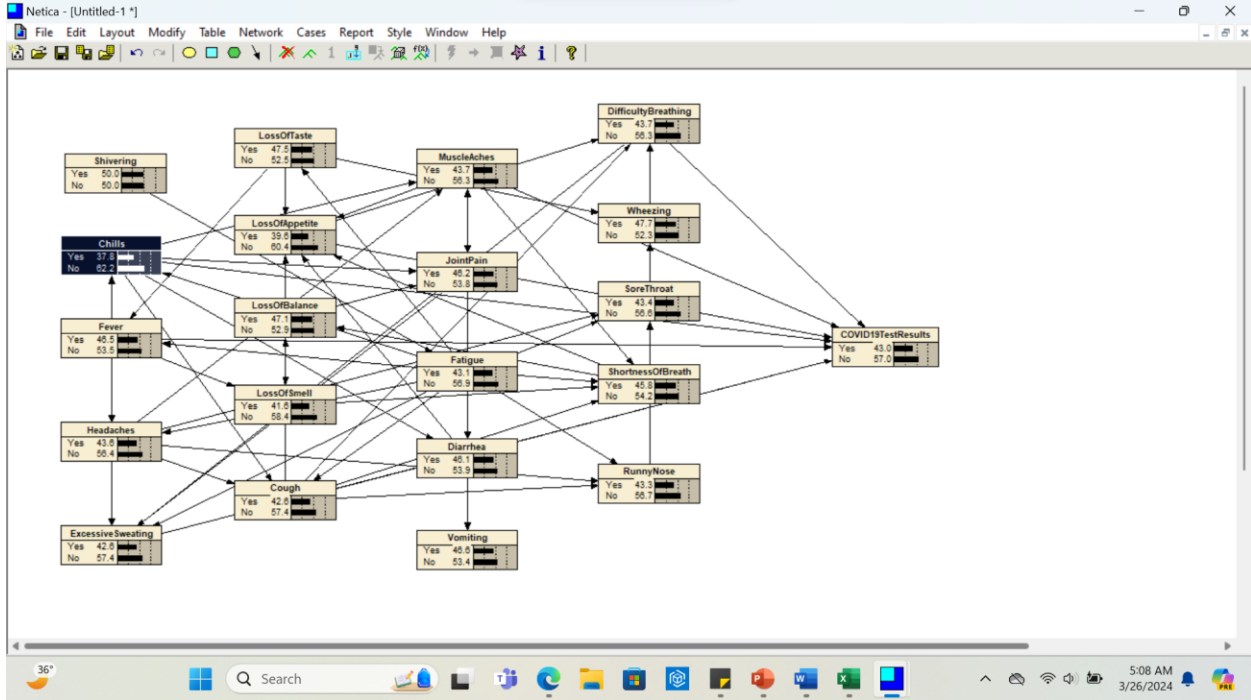 Netica - [Untitled-1 *]
File Edit Layout Modify Table Network Cases Report Style Window Help
Shivering
Yes 50.0
No 50.0
Chills
Yes 37.8
No 62.2
Fever
Yes 46.5
No 53.5
Headaches
Yes 43.6
No 56.4
ExcessiveSweating
Yes 42.6
No 57.4
LossOfTaste
Yes 47.5
No 52.5
LossOfAppetite
Yes 39.6
No 60.4
LossOfBalance
Yes 47.1
No 52.9
LossOfSmell
Yes 41.6
No 58.4
Cough
Yes 42.6
No 57.4
MuscleAches
Yes 43.7
No 56.3
JointPain
Yes 46.2
No 53.8
Fatigue
Yes 43.1
No 56.9
Diarrhea
Yes 46.1
No 53.9
Vomiting
Yes 46.6
No 53.4
DifficultyBreathing
Yes 43.7
No 56.3
Wheezing
Yes 47.7
No 52.3
SoreThroat
Yes 43.4
No 56.6
ShortnessOfBreath
Yes 45.8
No 54.2
RunnyNose
Yes 43.3
No 56.7
COVID19TestResults
Yes 43.0
No 57.0
36°
Search
PRE
5:08 AM
3/26/2024